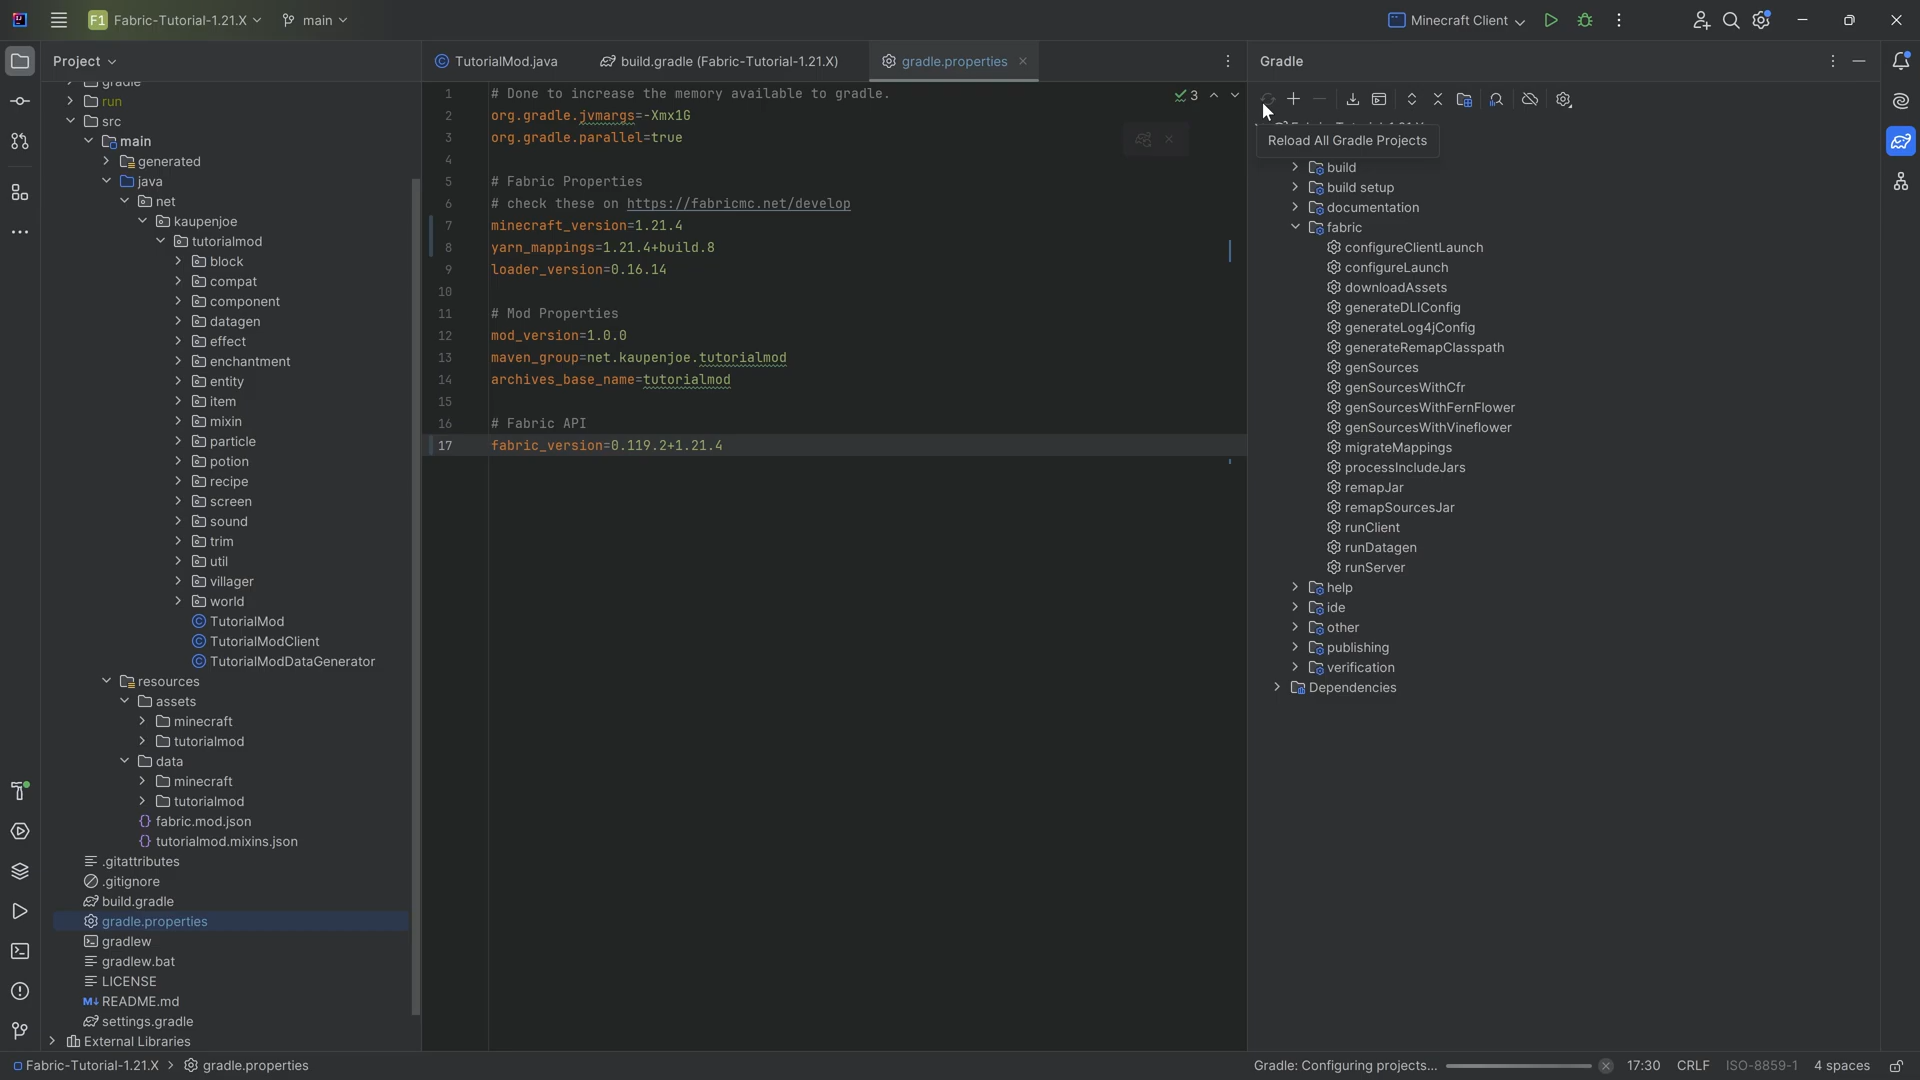 F1 Fabric-Tutorial-1.21.X
main
Minecraft Client
Project
TutorialMod.java
build.gradle (Fabric-Tutorial-1.21.X)
gradle.properties
Gradle
gradle
run
src
main
generated
java
net
kaupenjoe
tutorialmod
block
compat
component
datagen
effect
enchantment
entity
item
mixin
particle
potion
recipe
screen
sound
trim
util
villager
world
TutorialMod
TutorialModClient
TutorialModDataGenerator
resources
assets
minecraft
tutorialmod
data
minecraft
tutorialmod
fabric.mod.json
tutorialmod.mixins.json
.gitattributes
.gitignore
build.gradle
gradle.properties
gradlew
gradlew.bat
LICENSE
README.md
settings.gradle
External Libraries
1 # Done to increase the memory available to gradle.
2 org.gradle.jvmargs=-Xmx1G
3 org.gradle.parallel=true
4
5 # Fabric Properties
6 # check these on https://fabricmc.net/develop
7 minecraft_version=1.21.4
8 yarn_mappings=1.21.4+build.8
9 loader_version=0.16.14
10
11 # Mod Properties
12 mod_version=1.0.0
13 maven_group=net.kaupenjoe.tutorialmod
14 archives_base_name=tutorialmod
15
16 # Fabric API
17 fabric_version=0.119.2+1.21.4
3
Reload All Gradle Projects
build
build setup
documentation
fabric
configureClientLaunch
configureLaunch
downloadAssets
generateDLIConfig
generateLog4jConfig
generateRemapClasspath
genSources
genSourcesWithCfr
genSourcesWithFernFlower
genSourcesWithVineflower
migrateMappings
processIncludeJars
remapJar
remapSourcesJar
runClient
runDatagen
runServer
help
ide
other
publishing
verification
Dependencies
Fabric-Tutorial-1.21.X > gradle.properties
Gradle: Configuring projects...
17:30 CRLF ISO-8859-1 4 spaces